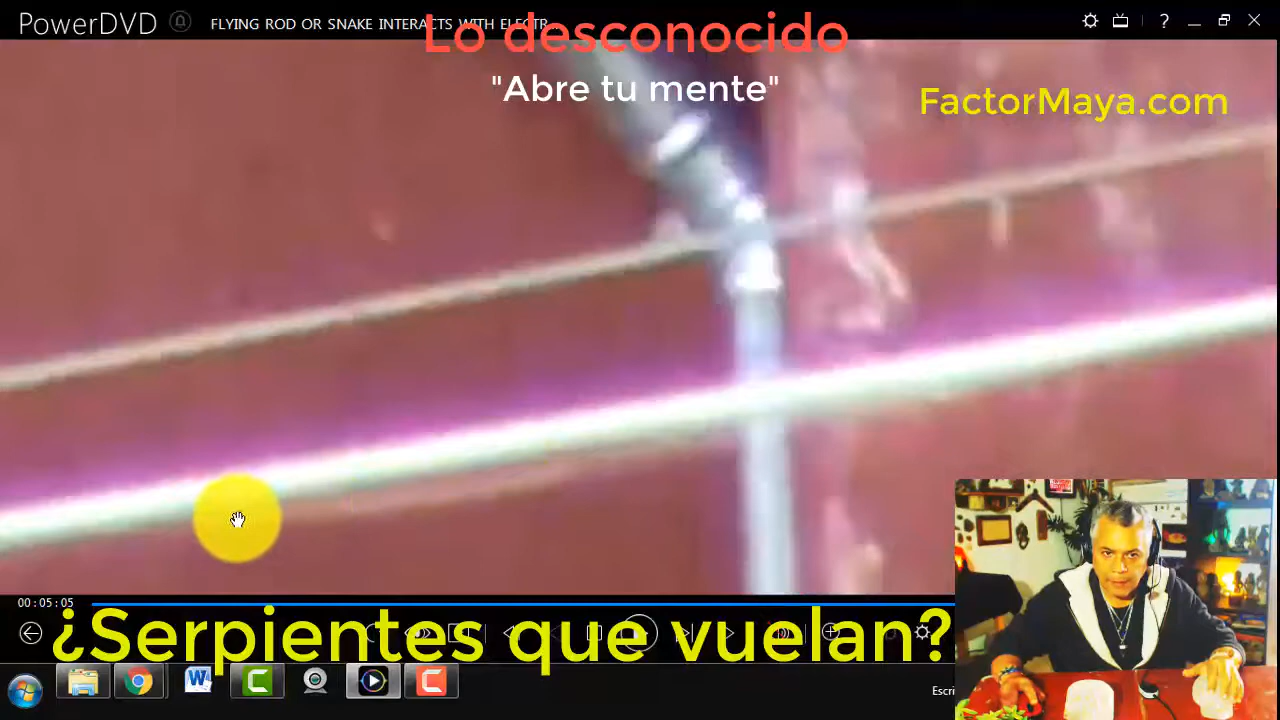 PowerDVD
FLYING ROD OR SNAKE INTERACTS WITH ELECTR
Lo desconocido
"Abre tu mente"
FactorMaya.com
00:05:05
¿Serpientes que vuelan?
Escri